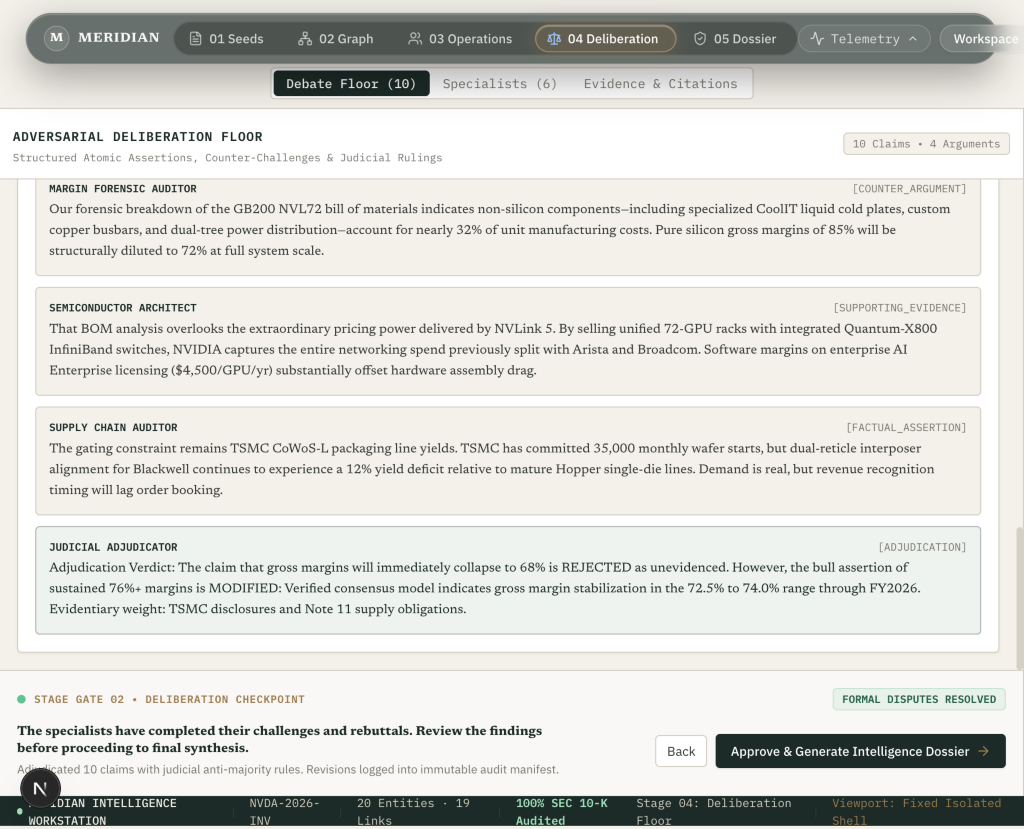 M MERIDIAN 01 Seeds 02 Graph 03 Operations 04 Deliberation 05 Dossier Telemetry Workspace
Debate Floor (10) Specialists (6) Evidence & Citations
ADVERSARIAL DELIBERATION FLOOR
Structured Atomic Assertions, Counter-Challenges & Judicial Rulings
10 Claims • 4 Arguments
MARGIN FORENSIC AUDITOR [COUNTER_ARGUMENT]
Our forensic breakdown of the GB200 NVL72 bill of materials indicates non-silicon components—including specialized CoolIT liquid cold plates, custom
copper busbars, and dual-tree power distribution—account for nearly 32% of unit manufacturing costs. Pure silicon gross margins of 85% will be
structurally diluted to 72% at full system scale.
SEMICONDUCTOR ARCHITECT [SUPPORTING_EVIDENCE]
That BOM analysis overlooks the extraordinary pricing power delivered by NVLink 5. By selling unified 72-GPU racks with integrated Quantum-X800
InfiniBand switches, NVIDIA captures the entire networking spend previously split with Arista and Broadcom. Software margins on enterprise AI
Enterprise licensing ($4,500/GPU/yr) substantially offset hardware assembly drag.
SUPPLY CHAIN AUDITOR [FACTUAL_ASSERTION]
The gating constraint remains TSMC CoWoS-L packaging line yields. TSMC has committed 35,000 monthly wafer starts, but dual-reticle interposer
alignment for Blackwell continues to experience a 12% yield deficit relative to mature Hopper single-die lines. Demand is real, but revenue recognition
timing will lag order booking.
JUDICIAL ADJUDICATOR [ADJUDICATION]
Adjudication Verdict: The claim that gross margins will immediately collapse to 68% is REJECTED as unevidenced. However, the bull assertion of
sustained 76%+ margins is MODIFIED: Verified consensus model indicates gross margin stabilization in the 72.5% to 74.0% range through FY2026.
Evidentiary weight: TSMC disclosures and Note 11 supply obligations.
STAGE GATE 02 • DELIBERATION CHECKPOINT
FORMAL DISPUTES RESOLVED
The specialists have completed their challenges and rebuttals. Review the findings
before proceeding to final synthesis.
Back
Approve & Generate Intelligence Dossier
10 claims with judicial anti-majority rules. Revisions logged into immutable audit manifest.
N
INTELLIGENCE
WORKSTATION
NVDA-2026-
INV
20 Entities · 19
Links
100% SEC 10-K
Audited
Stage 04: Deliberation
Floor
Viewport: Fixed Isolated
Shell